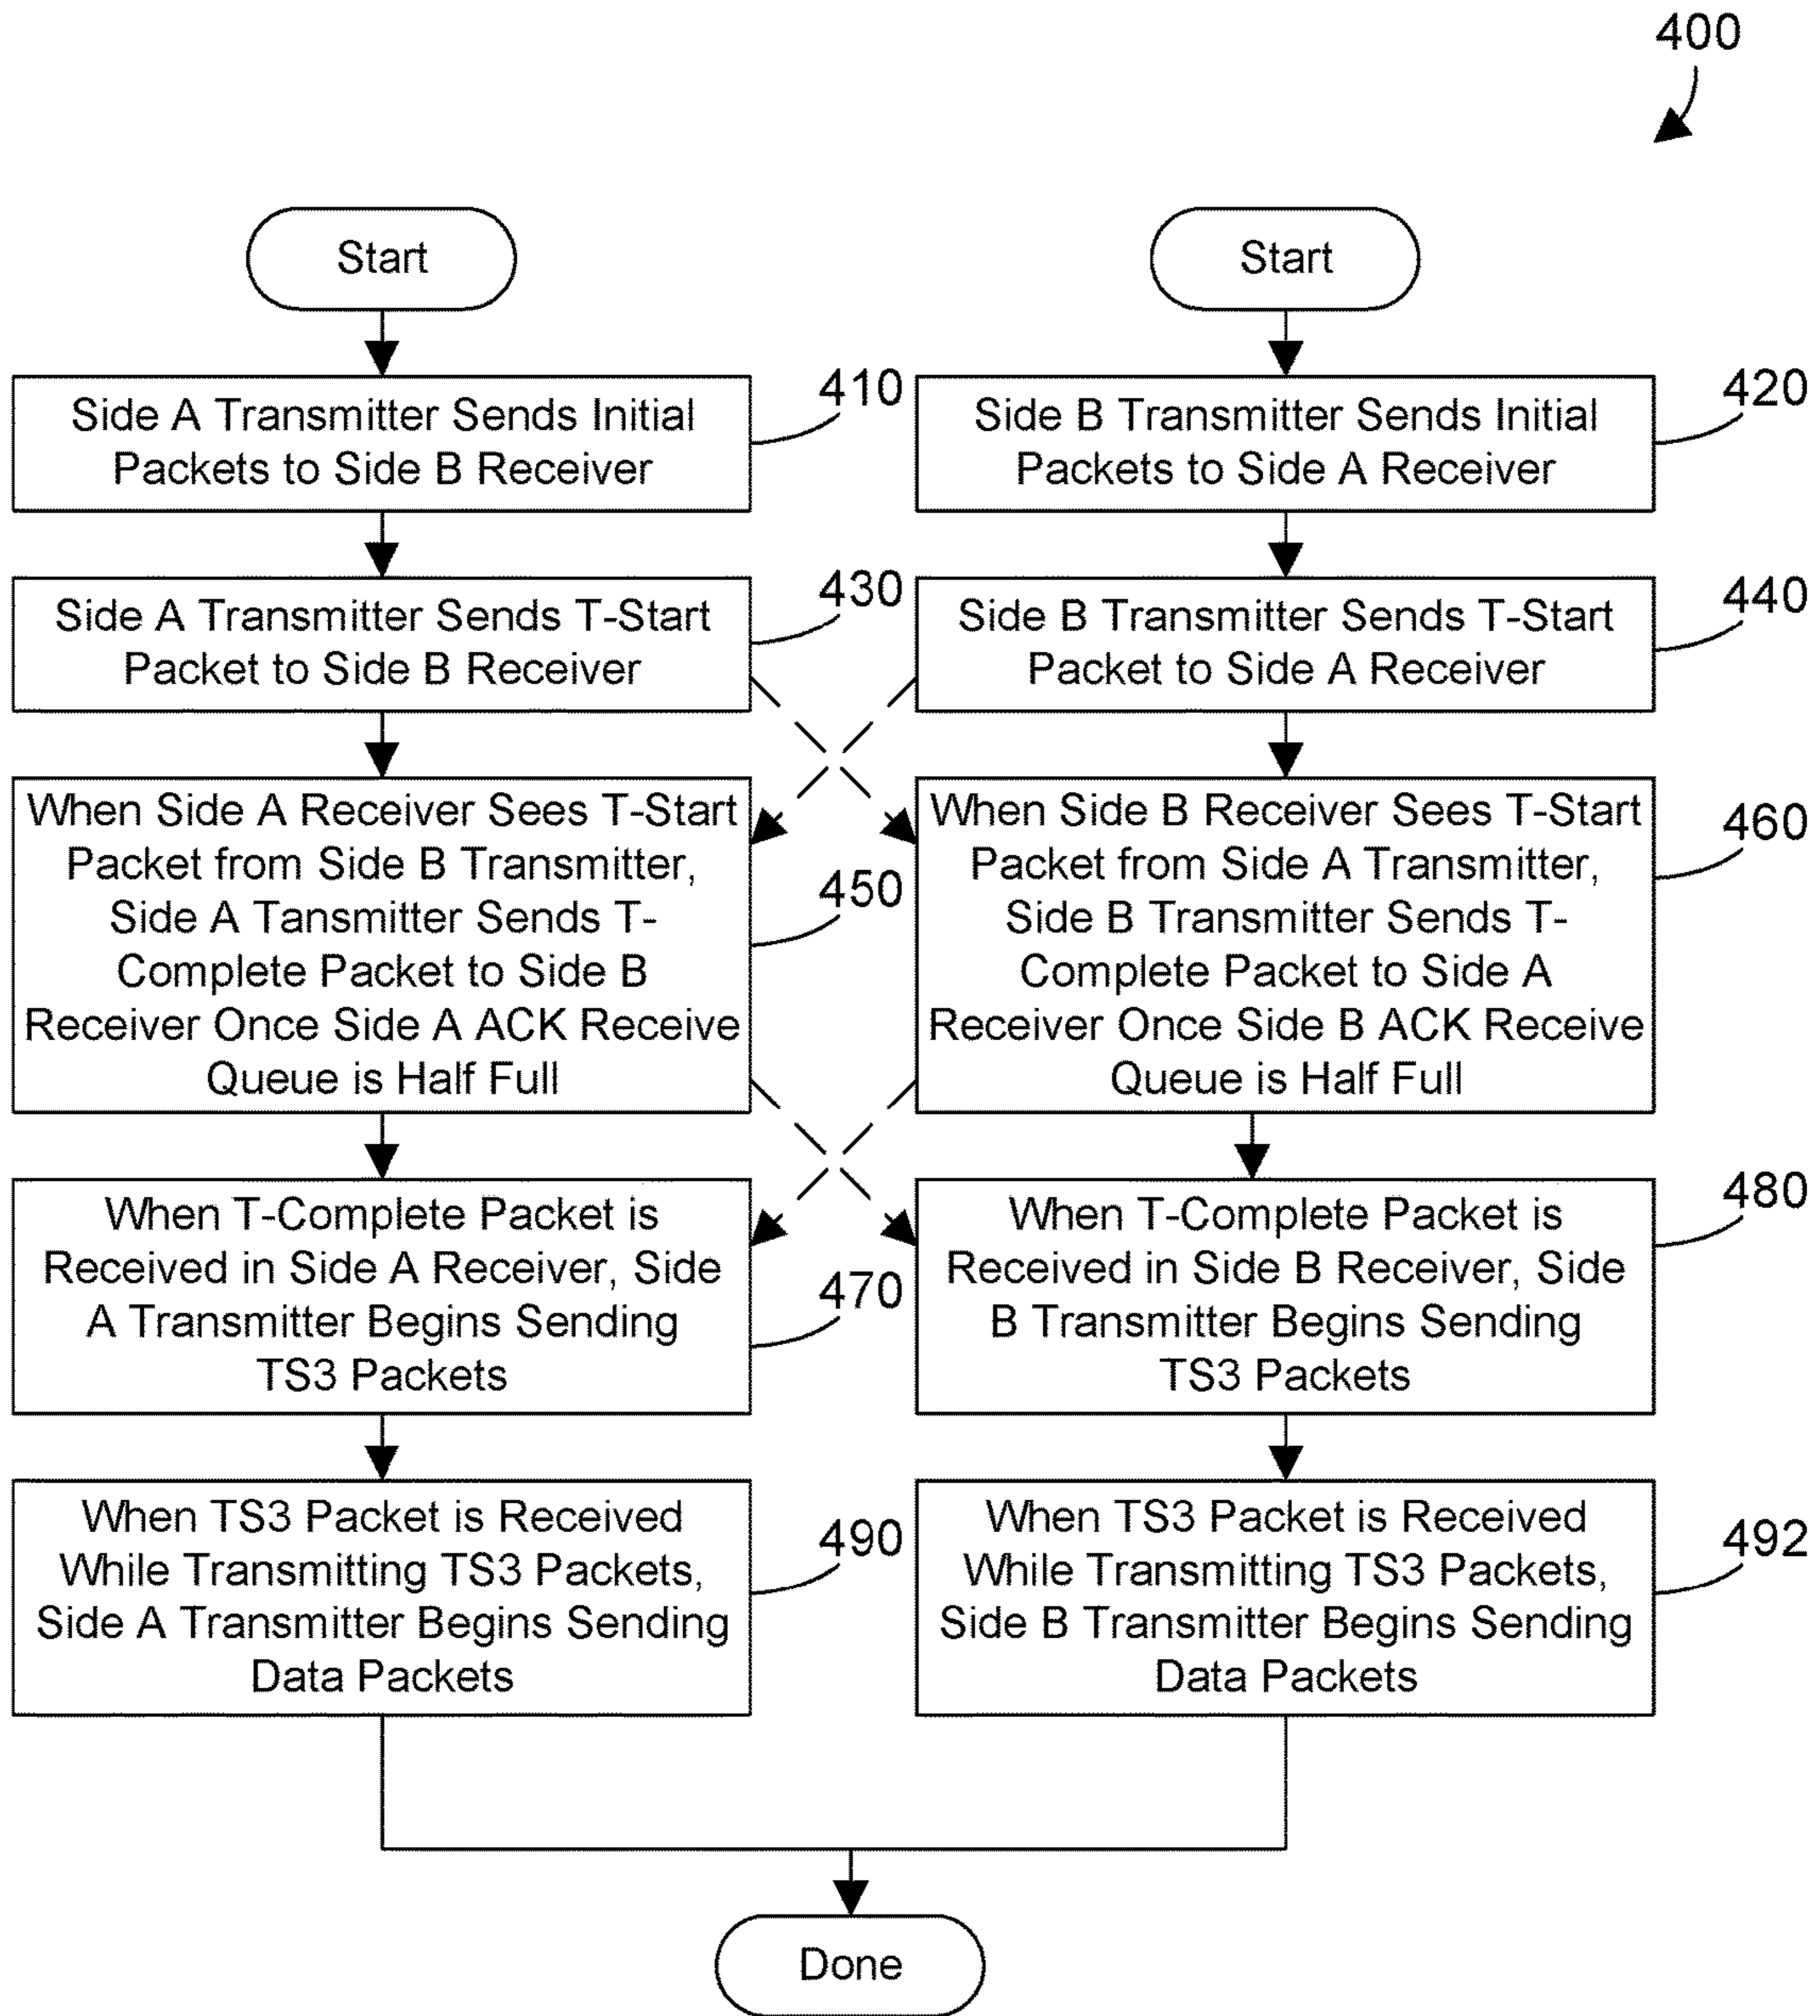 400
Start
Start
Side A Transmitter Sends Initial
Packets to Side B Receiver
410
Side B Transmitter Sends Initial
Packets to Side A Receiver
420
Side A Transmitter Sends T-Start
Packet to Side B Receiver
430
Side B Transmitter Sends T-Start
Packet to Side A Receiver
440
When Side A Receiver Sees T-Start
Packet from Side B Transmitter,
Side A Tansmitter Sends T-
Complete Packet to Side B
Receiver Once Side A ACK Receive
Queue is Half Full
450
When Side B Receiver Sees T-Start
Packet from Side A Transmitter,
Side B Transmitter Sends T-
Complete Packet to Side A
Receiver Once Side B ACK Receive
Queue is Half Full
460
When T-Complete Packet is
Received in Side A Receiver, Side
A Transmitter Begins Sending
TS3 Packets
470
When T-Complete Packet is
Received in Side B Receiver, Side
B Transmitter Begins Sending
TS3 Packets
480
When TS3 Packet is Received
While Transmitting TS3 Packets,
Side A Transmitter Begins Sending
Data Packets
490
When TS3 Packet is Received
While Transmitting TS3 Packets,
Side B Transmitter Begins Sending
Data Packets
492
Done